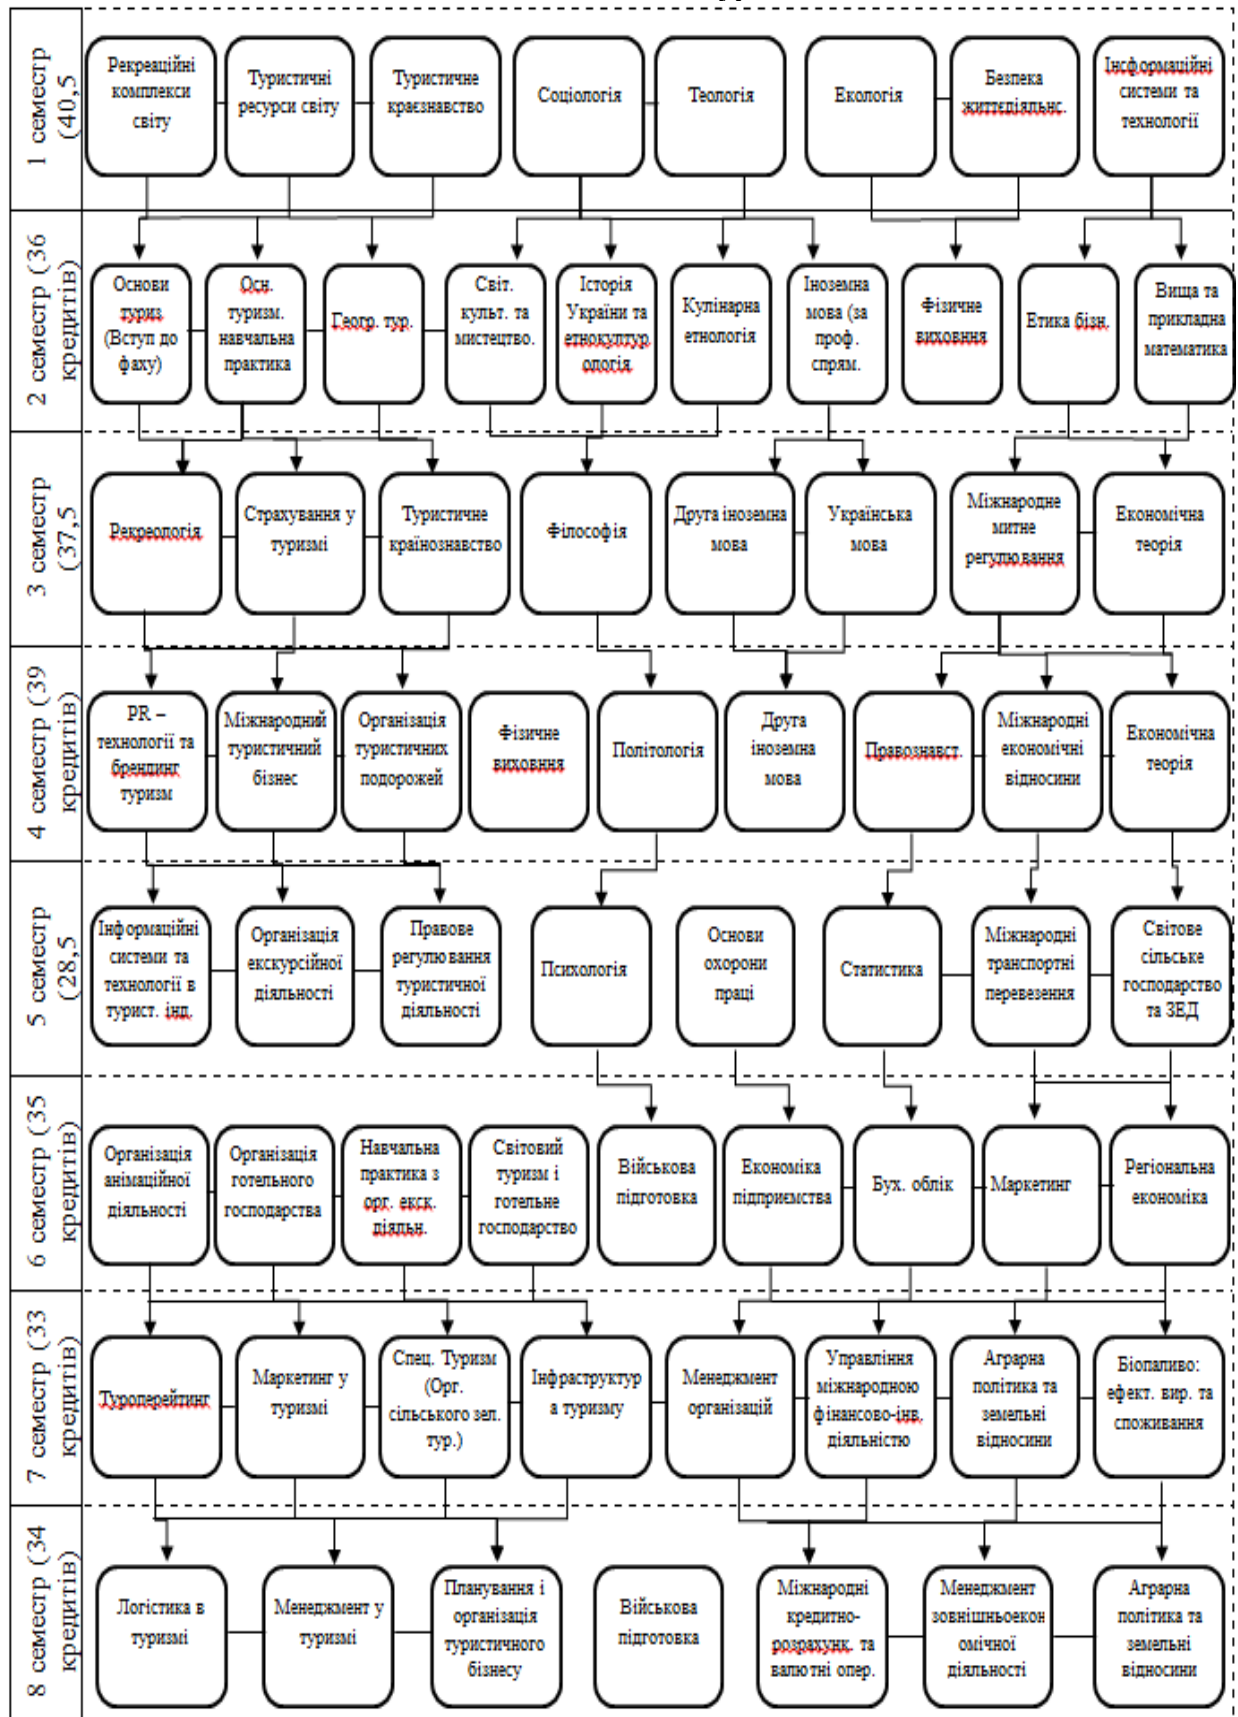 1 семестр
(40,5
Рекреаційні
комплекси
світу
Туристичні
ресурси світу
Туристичне
краєзнавство
Соціологія
Теологія
Екологія
Безпека
життєдіяльнс.
Інсформаційні
системи та
технології
2 семестр (36
кредитів)
Основи
туриз
(Вступ до
фаху)
Осн.
туризм.
навчальна
практика
Геогр. тур.
Світ.
культ. та
мистецтво.
Історія
України та
етнокултур
ологія
Кулінарна
етнологія
Іноземна
мова (за
проф.
спрям.
Фізичне
виховння
Етика бізн.
Вища та
прикладна
математика
3 семестр
(37,5
Рекреологія
Страхування у
туризмі
Туристичне
країнознавство
Філософія
Друга іноземна
мова
Українська
мова
Міжнародне
митне
регулювання
Економічна
теорія
4 семестр (39
кредитів)
PR –
технології та
брендинг
туризм
Міжнародний
туристичний
бізнес
Організація
туристичних
подорожей
Фізичне
виховння
Політологія
Друга
іноземна
мова
Правознавст.
Міжнародні
економічні
відносини
Економічна
теорія
5 семестр
(28,5
Інформаційні
системи та
технології в
турист. інд.
Організація
екскурсійної
діяльності
Правове
регулювання
туристичної
діяльності
Психологія
Основи
охорони
праці
Статистика
Міжнародні
транспортні
перевезення
Світове
сільське
господарство
та ЗЕД
6 семестр (35
кредитів)
Організація
анімаційної
діяльності
Організація
готельного
господарства
Навчальна
практика з
орг. екск.
діяльн.
Світовий
туризм і
готельне
господарство
Військова
підготовка
Економіка
підприємства
Бух. облік
Маркетинг
Регіональна
економіка
7 семестр (33
кредитів)
Туроперейтинг
Маркетинг у
туризмі
Спец. Туризм
(Орг.
сільського зел.
тур.)
Інфраструктур
а туризму
Менеджмент
організацій
Управління
міжнародною
фінансово-інв.
діяльністю
Аграрна
політика та
земельні
відносини
Біопаливо:
ефект. вир. та
споживання
8 семестр (34
кредитів)
Логістика в
туризмі
Менеджмент у
туризмі
Планування і
організація
туристичного
бізнесу
Військова
підготовка
Міжнародні
кредитно-
розрахунк. та
валютні опер.
Менеджмент
зовнішньоекон
омічної
діяльності
Аграрна
політика та
земельні
відносини